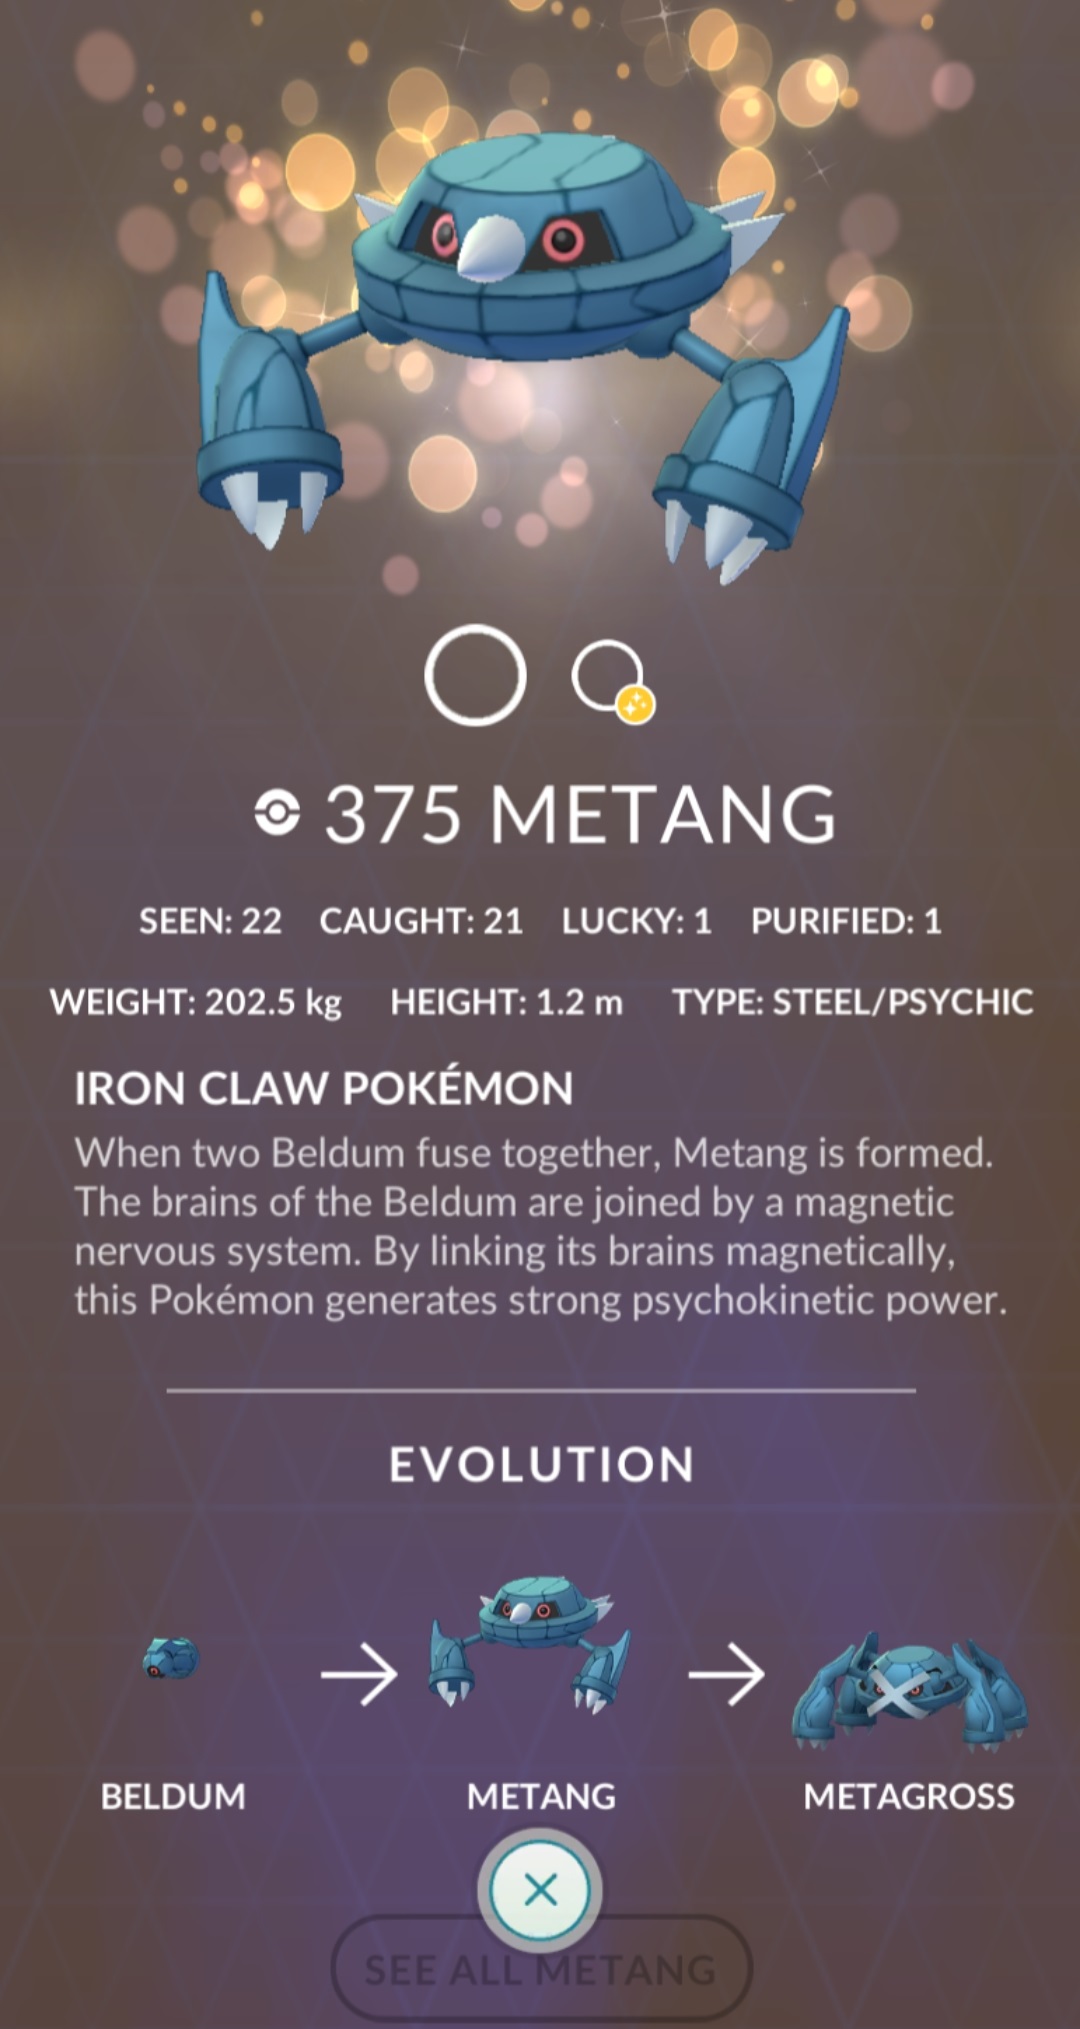 375 METANG
SEEN: 22 CAUGHT: 21 LUCKY: 1 PURIFIED: 1
WEIGHT: 202.5 kg HEIGHT: 1.2 m TYPE: STEEL/PSYCHIC
IRON CLAW POKÉMON
When two Beldum fuse together, Metang is formed.
The brains of the Beldum are joined by a magnetic
nervous system. By linking its brains magnetically,
this Pokémon generates strong psychokinetic power.
EVOLUTION
BELDUM METANG METAGROSS
SEE ALL METANG